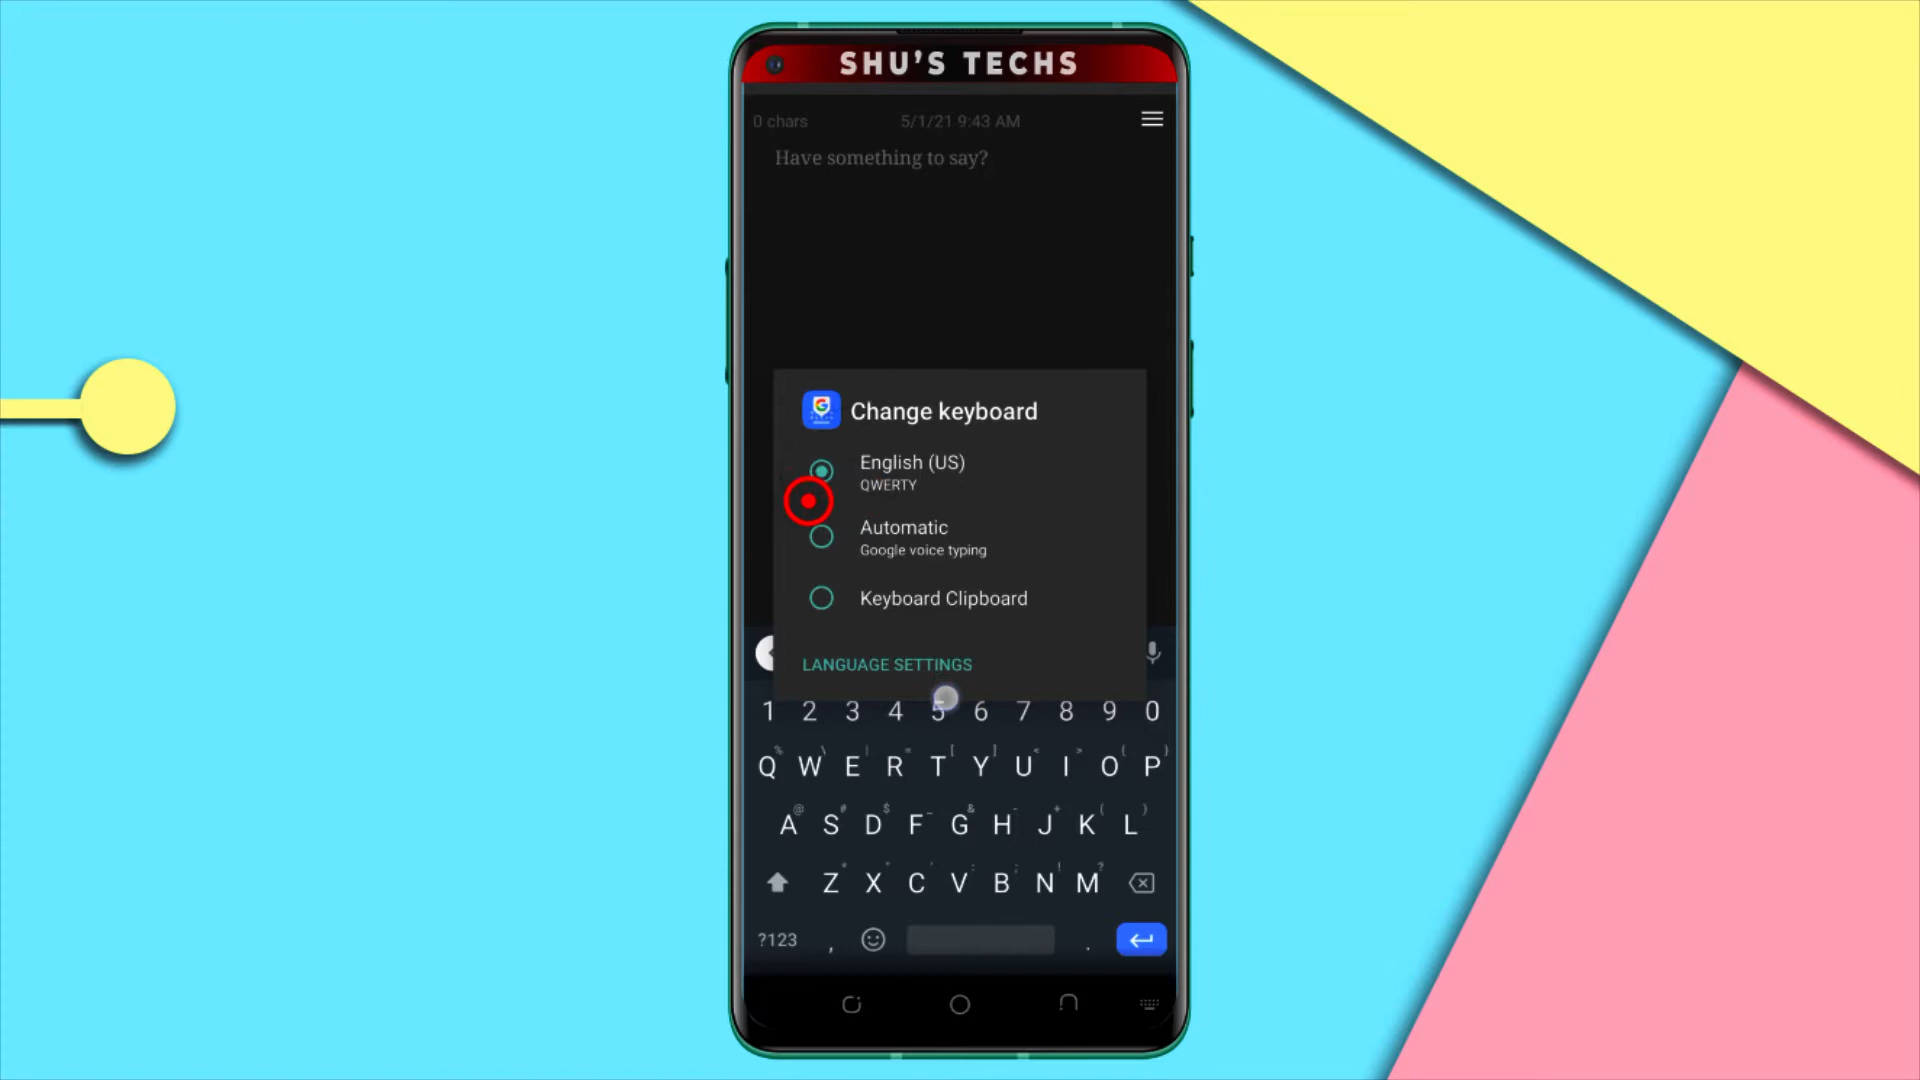 SHU'S TECHS
0 chars 5/1/21 9:43 AM
Have something to say?
Change keyboard
English (US)
QWERTY
Automatic
Google voice typing
Keyboard Clipboard
LANGUAGE SETTINGS
1 2 3 4 5 6 7 8 9 0
Q W E R T Y U I O P
A S D F G H J K L
Z X C V B N M
?123 , .